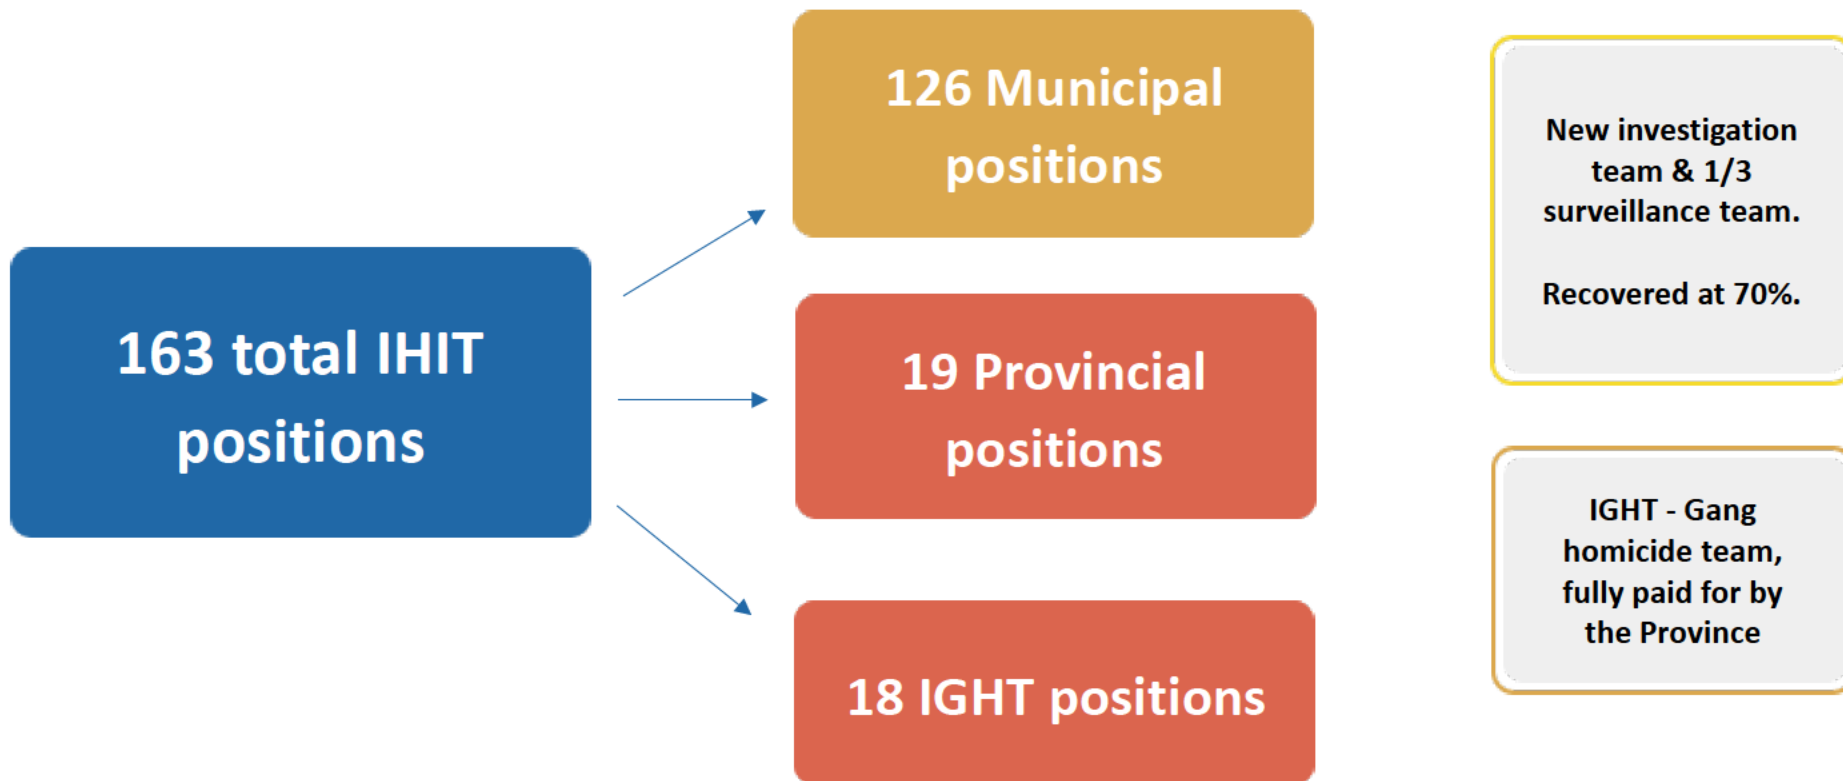 163 total IHIT
positions
126 Municipal
positions
19 Provincial
positions
18 IGHT positions
New investigation
team & 1/3
surveillance team.
Recovered at 70%.
IGHT - Gang
homicide team,
fully paid for by
the Province